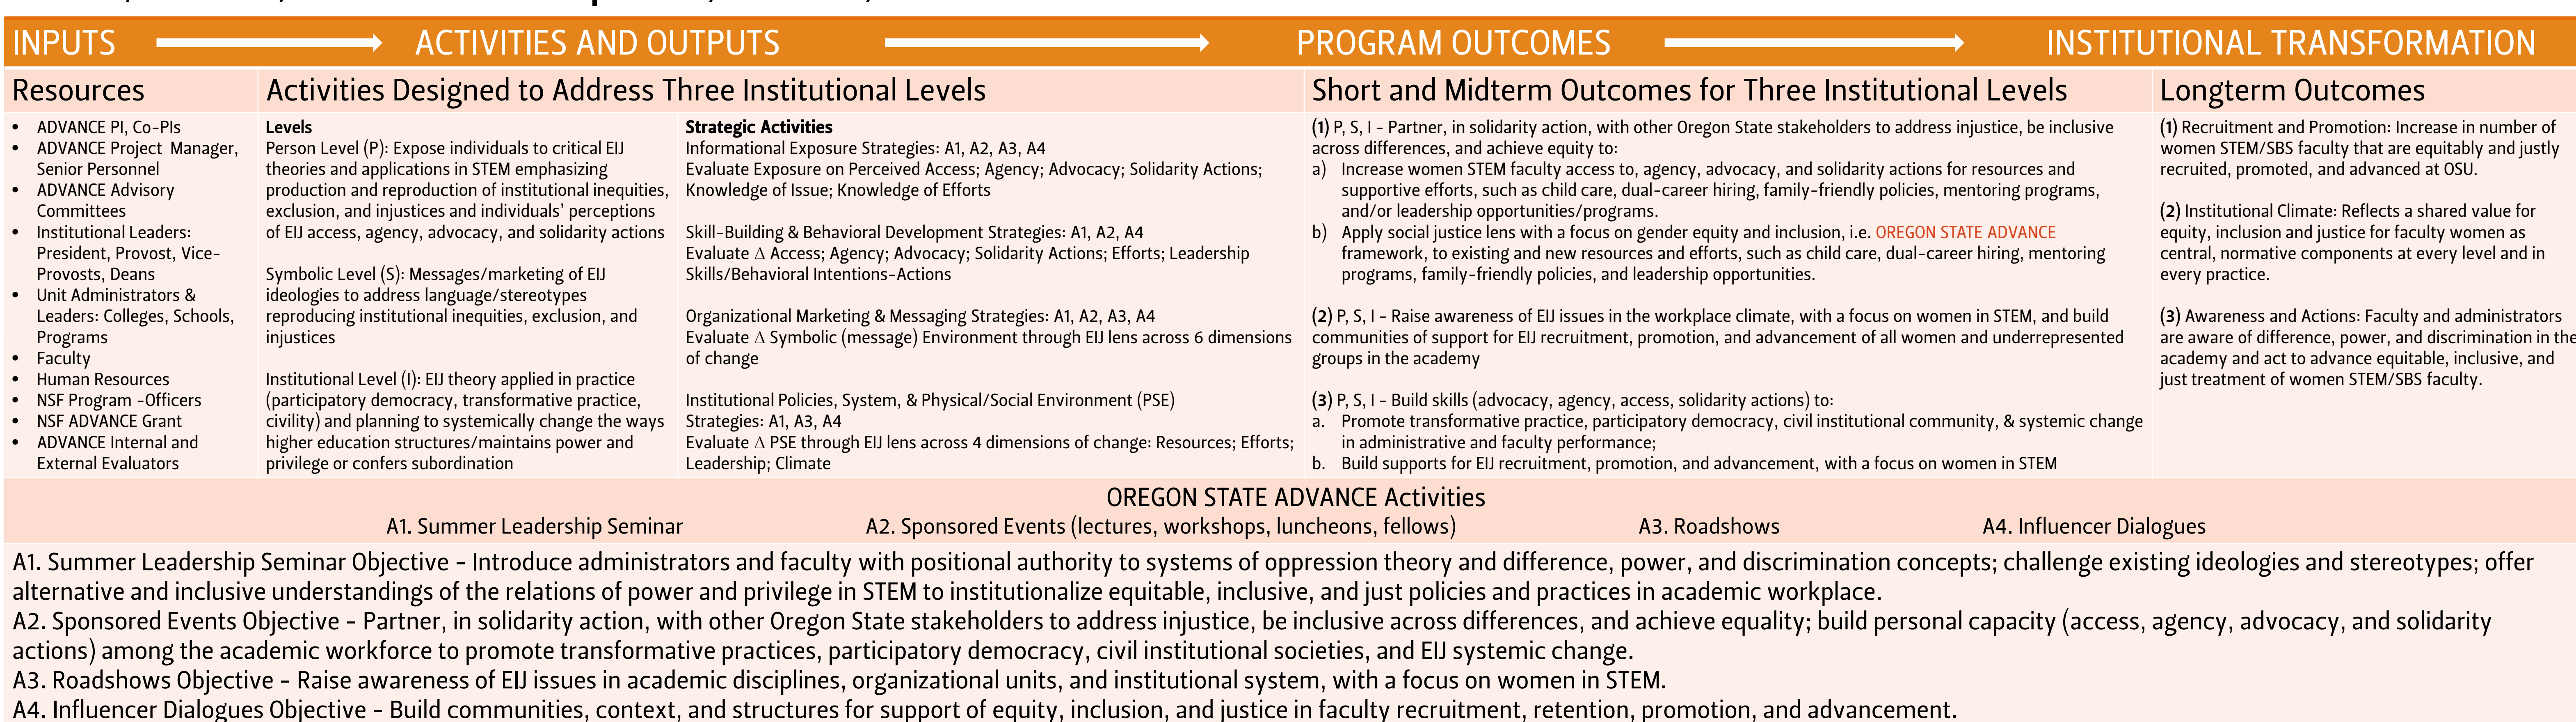 INPUTS ACTIVITIES AND OUTPUTS PROGRAM OUTCOMES INSTITUTIONAL TRANSFORMATION
Resources
• ADVANCE PI, Co-PIs
• ADVANCE Project Manager,
Senior Personnel
• ADVANCE Advisory
Committees
• Institutional Leaders:
President, Provost, Vice-
Provosts, Deans
• Unit Administrators &
Leaders: Colleges, Schools,
Programs
• Faculty
• Human Resources
• NSF Program -Officers
• NSF ADVANCE Grant
• ADVANCE Internal and
External Evaluators
Activities Designed to Address Three Institutional Levels
Levels
Person Level (P): Expose individuals to critical EIJ
theories and applications in STEM emphasizing
production and reproduction of institutional inequities,
exclusion, and injustices and individuals' perceptions
of EIJ access, agency, advocacy, and solidarity actions
Symbolic Level (S): Messages/marketing of EIJ
ideologies to address language/stereotypes
reproducing institutional inequities, exclusion, and
injustices
Institutional Level (I): EIJ theory applied in practice
(participatory democracy, transformative practice,
civility) and planning to systemically change the ways
higher education structures/maintains power and
privilege or confers subordination
Strategic Activities
Informational Exposure Strategies: A1, A2, A3, A4
Evaluate Exposure on Perceived Access; Agency; Advocacy; Solidarity Actions;
Knowledge of Issue; Knowledge of Efforts
Skill-Building & Behavioral Development Strategies: A1, A2, A4
Evaluate Δ Access; Agency; Advocacy; Solidarity Actions; Efforts; Leadership
Skills/Behavioral Intentions-Actions
Organizational Marketing & Messaging Strategies: A1, A2, A3, A4
Evaluate Δ Symbolic (message) Environment through EIJ lens across 6 dimensions
of change
Institutional Policies, System, & Physical/Social Environment (PSE)
Strategies: A1, A3, A4
Evaluate Δ PSE through EIJ lens across 4 dimensions of change: Resources; Efforts;
Leadership; Climate
Short and Midterm Outcomes for Three Institutional Levels
(1) P, S, I - Partner, in solidarity action, with other Oregon State stakeholders to address injustice, be inclusive
across differences, and achieve equity to:
a) Increase women STEM faculty access to, agency, advocacy, and solidarity actions for resources and
supportive efforts, such as child care, dual-career hiring, family-friendly policies, mentoring programs,
and/or leadership opportunities/programs.
b) Apply social justice lens with a focus on gender equity and inclusion, i.e. OREGON STATE ADVANCE
framework, to existing and new resources and efforts, such as child care, dual-career hiring, mentoring
programs, family-friendly policies, and leadership opportunities.
(2) P, S, I - Raise awareness of EIJ issues in the workplace climate, with a focus on women in STEM, and build
communities of support for EIJ recruitment, promotion, and advancement of all women and underrepresented
groups in the academy
(3) P, S, I - Build skills (advocacy, agency, access, solidarity actions) to:
a. Promote transformative practice, participatory democracy, civil institutional community, & systemic change
in administrative and faculty performance;
b. Build supports for EIJ recruitment, promotion, and advancement, with a focus on women in STEM
Longterm Outcomes
(1) Recruitment and Promotion: Increase in number of
women STEM/SBS faculty that are equitably and justly
recruited, promoted, and advanced at OSU.
(2) Institutional Climate: Reflects a shared value for
equity, inclusion and justice for faculty women as
central, normative components at every level and in
every practice.
(3) Awareness and Actions: Faculty and administrators
are aware of difference, power, and discrimination in the
academy and act to advance equitable, inclusive, and
just treatment of women STEM/SBS faculty.
OREGON STATE ADVANCE Activities
A1. Summer Leadership Seminar A2. Sponsored Events (lectures, workshops, luncheons, fellows) A3. Roadshows A4. Influencer Dialogues
A1. Summer Leadership Seminar Objective - Introduce administrators and faculty with positional authority to systems of oppression theory and difference, power, and discrimination concepts; challenge existing ideologies and stereotypes; offer
alternative and inclusive understandings of the relations of power and privilege in STEM to institutionalize equitable, inclusive, and just policies and practices in academic workplace.
A2. Sponsored Events Objective - Partner, in solidarity action, with other Oregon State stakeholders to address injustice, be inclusive across differences, and achieve equality; build personal capacity (access, agency, advocacy, and solidarity
actions) among the academic workforce to promote transformative practices, participatory democracy, civil institutional societies, and EIJ systemic change.
A3. Roadshows Objective - Raise awareness of EIJ issues in academic disciplines, organizational units, and institutional system, with a focus on women in STEM.
A4. Influencer Dialogues Objective - Build communities, context, and structures for support of equity, inclusion, and justice in faculty recruitment, retention, promotion, and advancement.